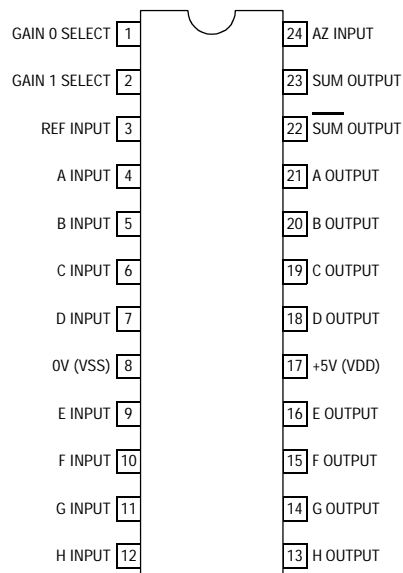 GAIN 0 SELECT 1 24 AZ INPUT
GAIN 1 SELECT 2 23 SUM OUTPUT
REF INPUT 3 22 SUM OUTPUT
A INPUT 4 21 A OUTPUT
B INPUT 5 20 B OUTPUT
C INPUT 6 19 C OUTPUT
D INPUT 7 18 D OUTPUT
0V (VSS) 8 17 +5V (VDD)
E INPUT 9 16 E OUTPUT
F INPUT 10 15 F OUTPUT
G INPUT 11 14 G OUTPUT
H INPUT 12 13 H OUTPUT